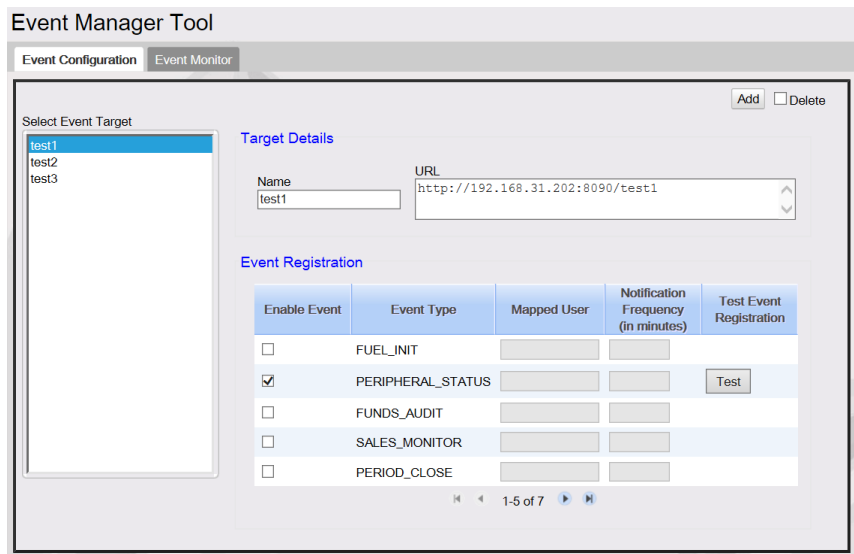 Event Manager Tool
Event Configuration Event Monitor
Add Delete
Select Event Target
test1
test2
test3
Target Details
Name
test1
URL
http://192.168.31.202:8090/test1
Event Registration
Enable Event Event Type Mapped User Notification Frequency (in minutes) Test Event Registration
FUEL_INIT
PERIPHERAL_STATUS Test
FUNDS_AUDIT
SALES_MONITOR
PERIOD_CLOSE
1-5 of 7